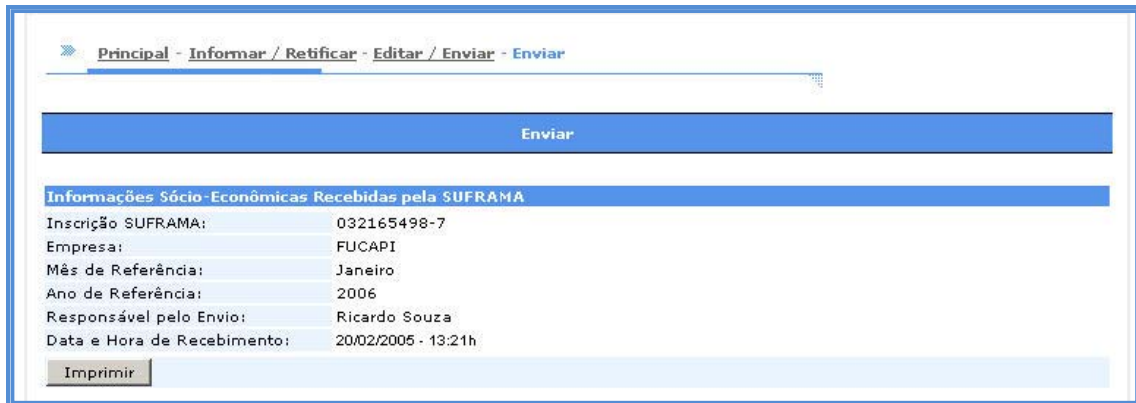 Principal - Informar / Retificar - Editar / Enviar - Enviar
Enviar
Informações Sócio-Econômicas Recebidas pela SUFRAMA
Inscrição SUFRAMA: 032165498-7
Empresa: FUCAPI
Mês de Referência: Janeiro
Ano de Referência: 2006
Responsável pelo Envio: Ricardo Souza
Data e Hora de Recebimento: 20/02/2005 - 13:21h
Imprimir